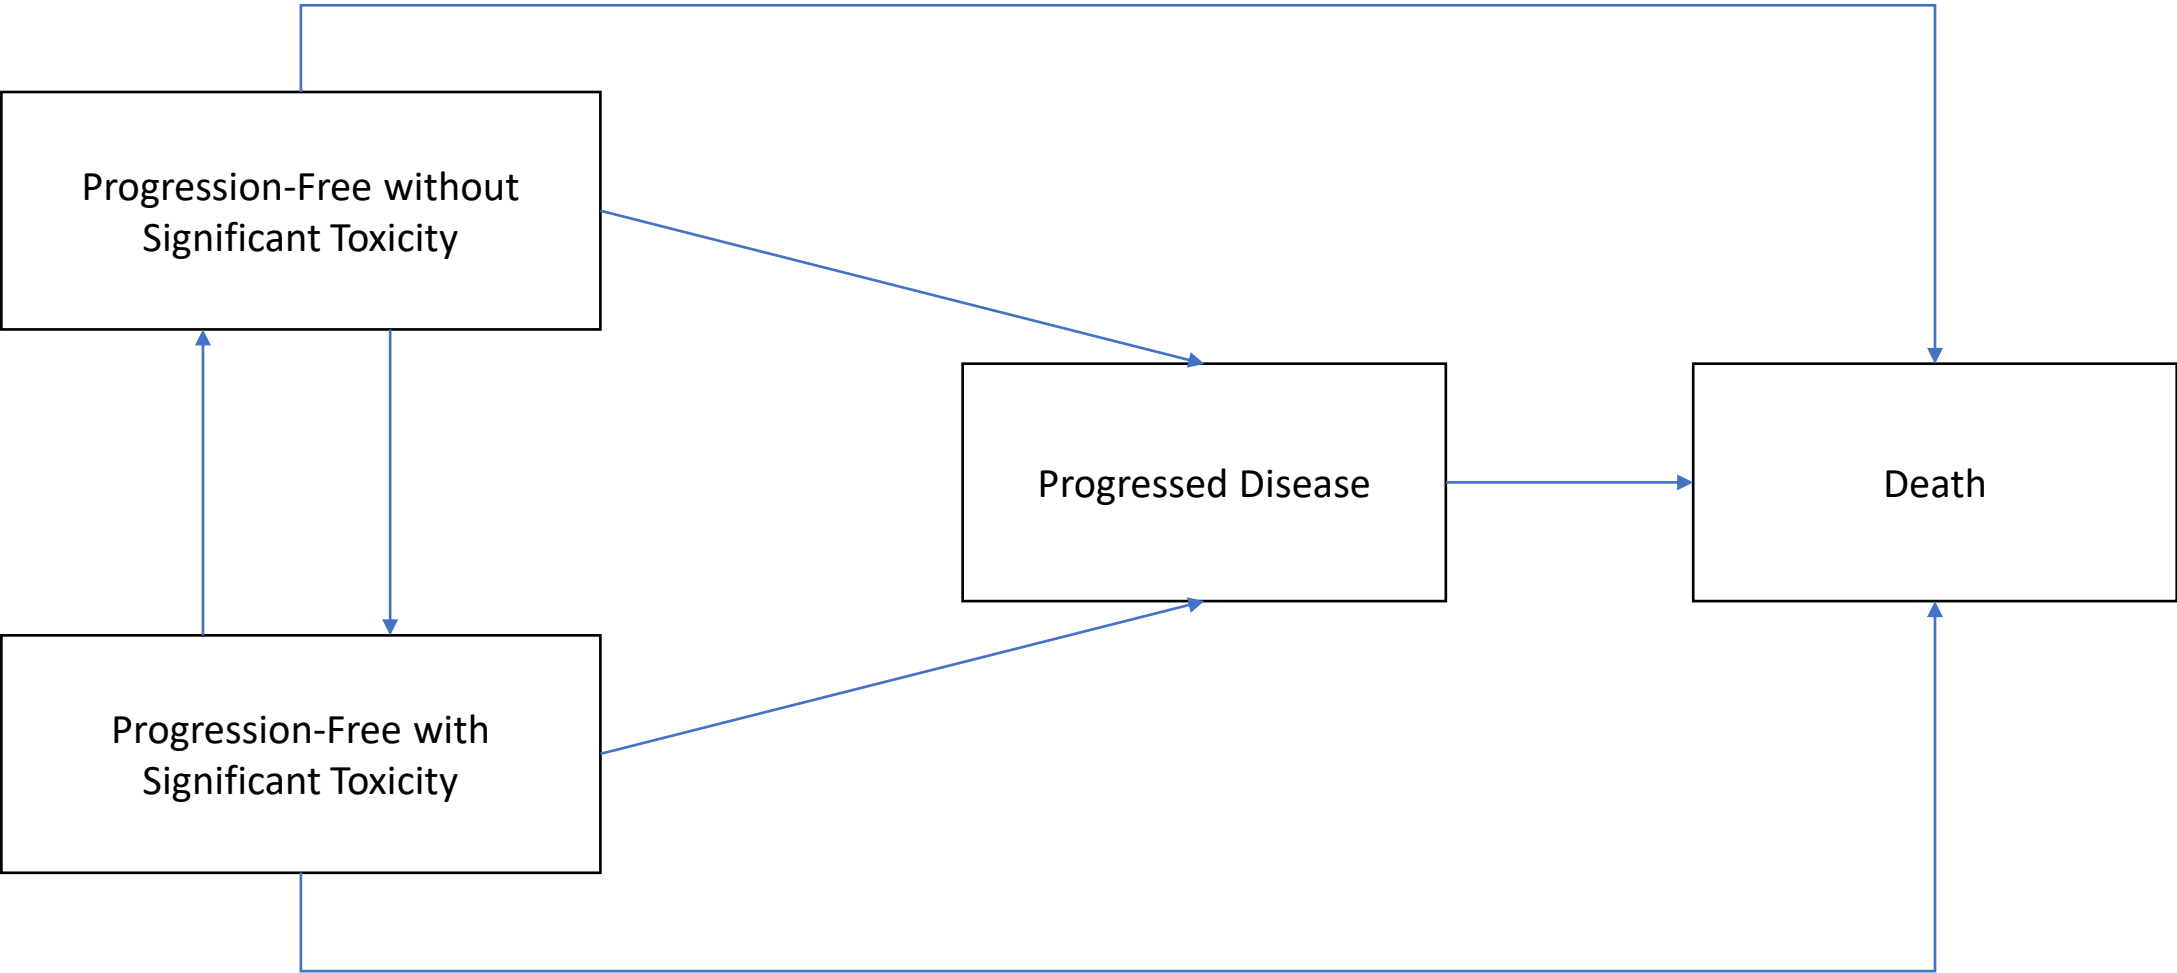 Progression-Free without
Significant Toxicity
Progressed Disease
Death
Progression-Free with
Significant Toxicity